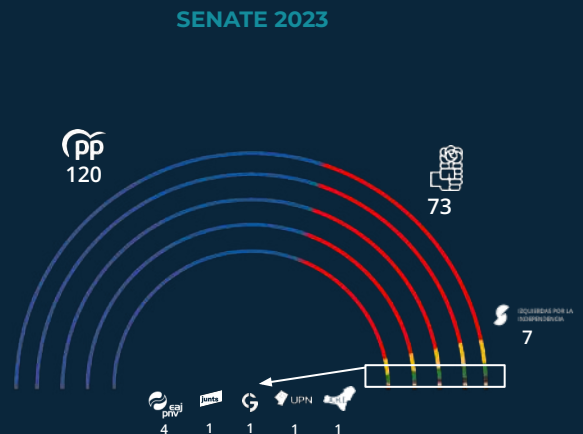 SENATE 2023
pp
120
73
IZQUIERDAS POR LA
INDEPENDENCIA
7
eaj
pnv
Junts
UPN
4
1
1
1
1